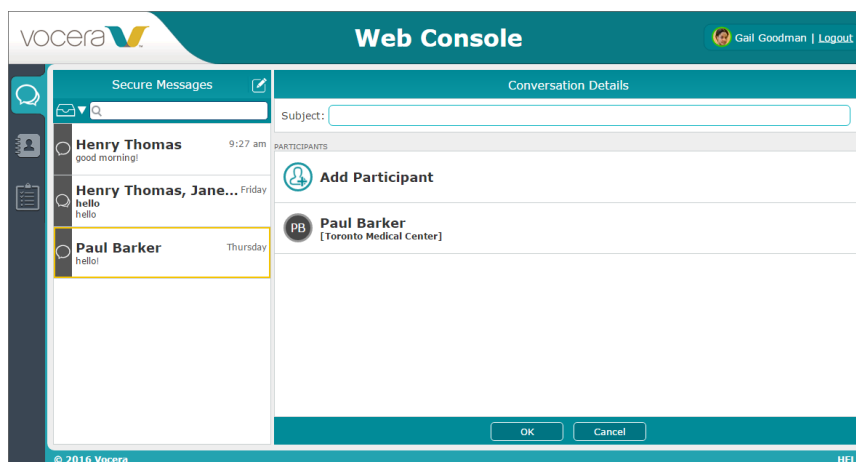 vocera
Web Console
Gail Goodman | Logout
Secure Messages
Conversation Details
Subject:
Henry Thomas 9:27 am
good morning!
PARTICIPANTS
Add Participant
Henry Thomas, Jane... Friday
hello
hello
PB Paul Barker
[Toronto Medical Center]
Paul Barker Thursday
hello!
OK Cancel
© 2016 Vocera